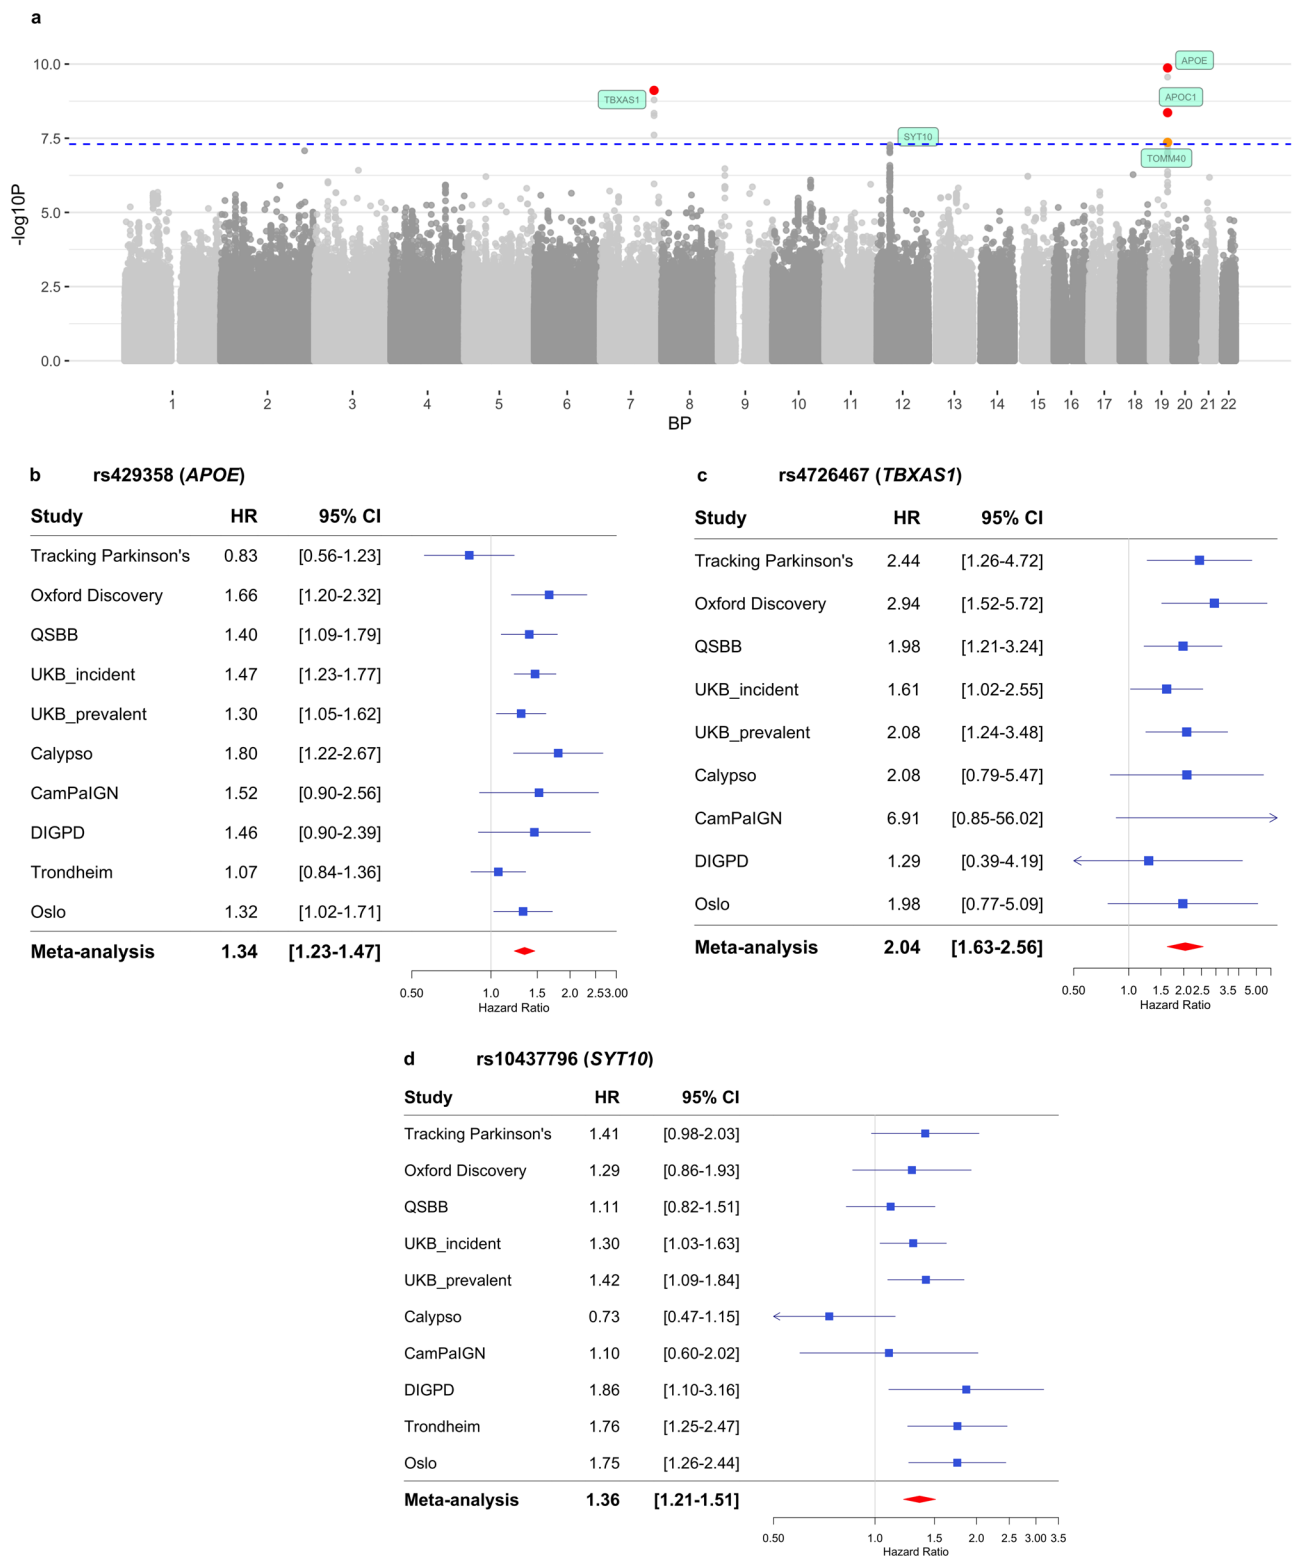 a
10.0
7.5
5.0
2.5
0.0
-log10P
APOE
TBXAS1
APOC1
SYT10
TOMM40
1 2 3 4 5 6 7 8 9 10 11 12 13 14 15 16 17 18 19 20 21 22
BP
b rs429358 (APOE)
Study HR 95% CI
Tracking Parkinson's 0.83 [0.56-1.23]
Oxford Discovery 1.66 [1.20-2.32]
QSBB 1.40 [1.09-1.79]
UKB_incident 1.47 [1.23-1.77]
UKB_prevalent 1.30 [1.05-1.62]
Calypso 1.80 [1.22-2.67]
CamPaIGN 1.52 [0.90-2.56]
DIGPD 1.46 [0.90-2.39]
Trondheim 1.07 [0.84-1.36]
Oslo 1.32 [1.02-1.71]
Meta-analysis 1.34 [1.23-1.47]
0.50 1.0 1.5 2.0 2.5 3.00
Hazard Ratio
c rs4726467 (TBXAS1)
Study HR 95% CI
Tracking Parkinson's 2.44 [1.26-4.72]
Oxford Discovery 2.94 [1.52-5.72]
QSBB 1.98 [1.21-3.24]
UKB_incident 1.61 [1.02-2.55]
UKB_prevalent 2.08 [1.24-3.48]
Calypso 2.08 [0.79-5.47]
CamPaIGN 6.91 [0.85-56.02]
DIGPD 1.29 [0.39-4.19]
Oslo 1.98 [0.77-5.09]
Meta-analysis 2.04 [1.63-2.56]
0.50 1.0 1.5 2.0 2.5 3.5 5.00
Hazard Ratio
d rs10437796 (SYT10)
Study HR 95% CI
Tracking Parkinson's 1.41 [0.98-2.03]
Oxford Discovery 1.29 [0.86-1.93]
QSBB 1.11 [0.82-1.51]
UKB_incident 1.30 [1.03-1.63]
UKB_prevalent 1.42 [1.09-1.84]
Calypso 0.73 [0.47-1.15]
CamPaIGN 1.10 [0.60-2.02]
DIGPD 1.86 [1.10-3.16]
Trondheim 1.76 [1.25-2.47]
Oslo 1.75 [1.26-2.44]
Meta-analysis 1.36 [1.21-1.51]
0.50 1.0 1.5 2.0 2.5 3.00 3.5
Hazard Ratio